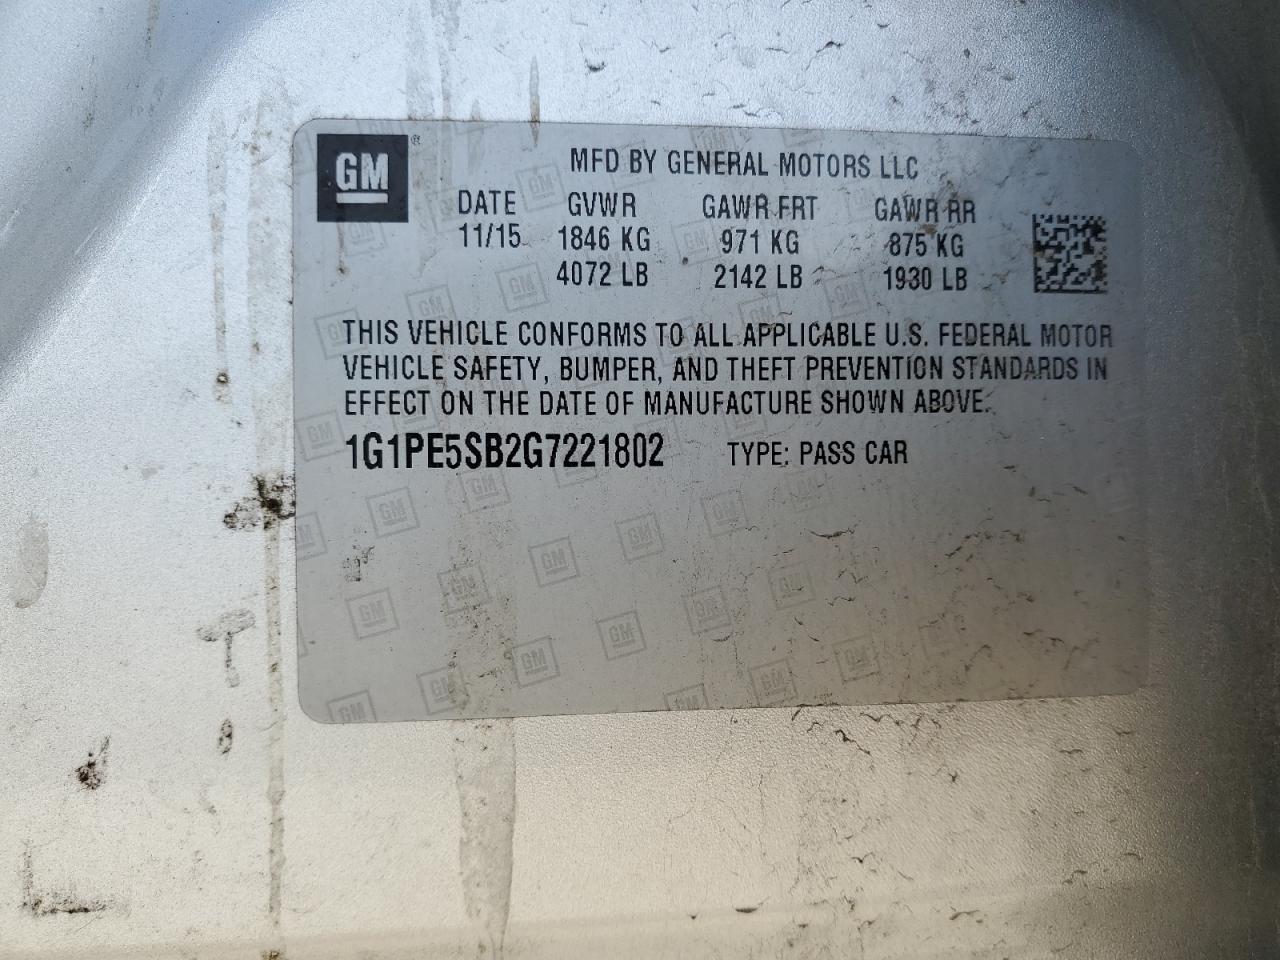 GM®
MFD BY GENERAL MOTORS LLC
DATE GVWR GAWR FRT GAWR RR
11/15 1846 KG 971 KG 875 KG
4072 LB 2142 LB 1930 LB
THIS VEHICLE CONFORMS TO ALL APPLICABLE U.S. FEDERAL MOTOR
VEHICLE SAFETY, BUMPER, AND THEFT PREVENTION STANDARDS IN
EFFECT ON THE DATE OF MANUFACTURE SHOWN ABOVE.
1G1PE5SB2G7221802 TYPE: PASS CAR